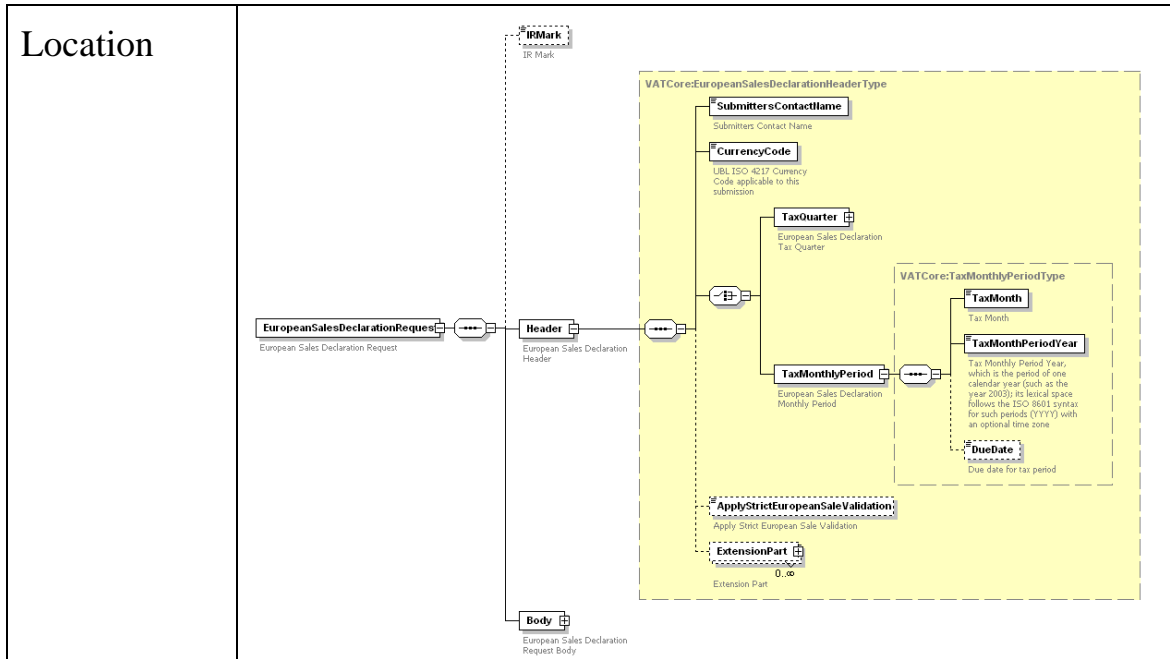 Location
IRMark
IR Mark
VATCore:EuropeanSalesDeclarationHeaderType
SubmittersContactName
Submitters Contact Name
CurrencyCode
UBL ISO 4217 Currency
Code applicable to this
submission
TaxQuarter
European Sales Declaration
Tax Quarter
VATCore:TaxMonthlyPeriodType
TaxMonth
Tax Month
EuropeanSalesDeclarationRequest
European Sales Declaration Request
Header
European Sales Declaration
Header
TaxMonthPeriodYear
Tax Monthly Period Year,
which is the period of one
calendar year (such as the
year 2003); its lexical space
follows the ISO 8601 syntax
for such periods (YYYY) with
an optional time zone
TaxMonthlyPeriod
European Sales Declaration
Monthly Period
DueDate
Due date for tax period
ApplyStrictEuropeanSaleValidation
Apply Strict European Sale Validation
ExtensionPart
0..∞
Extension Part
Body
European Sales Declaration
Request Body